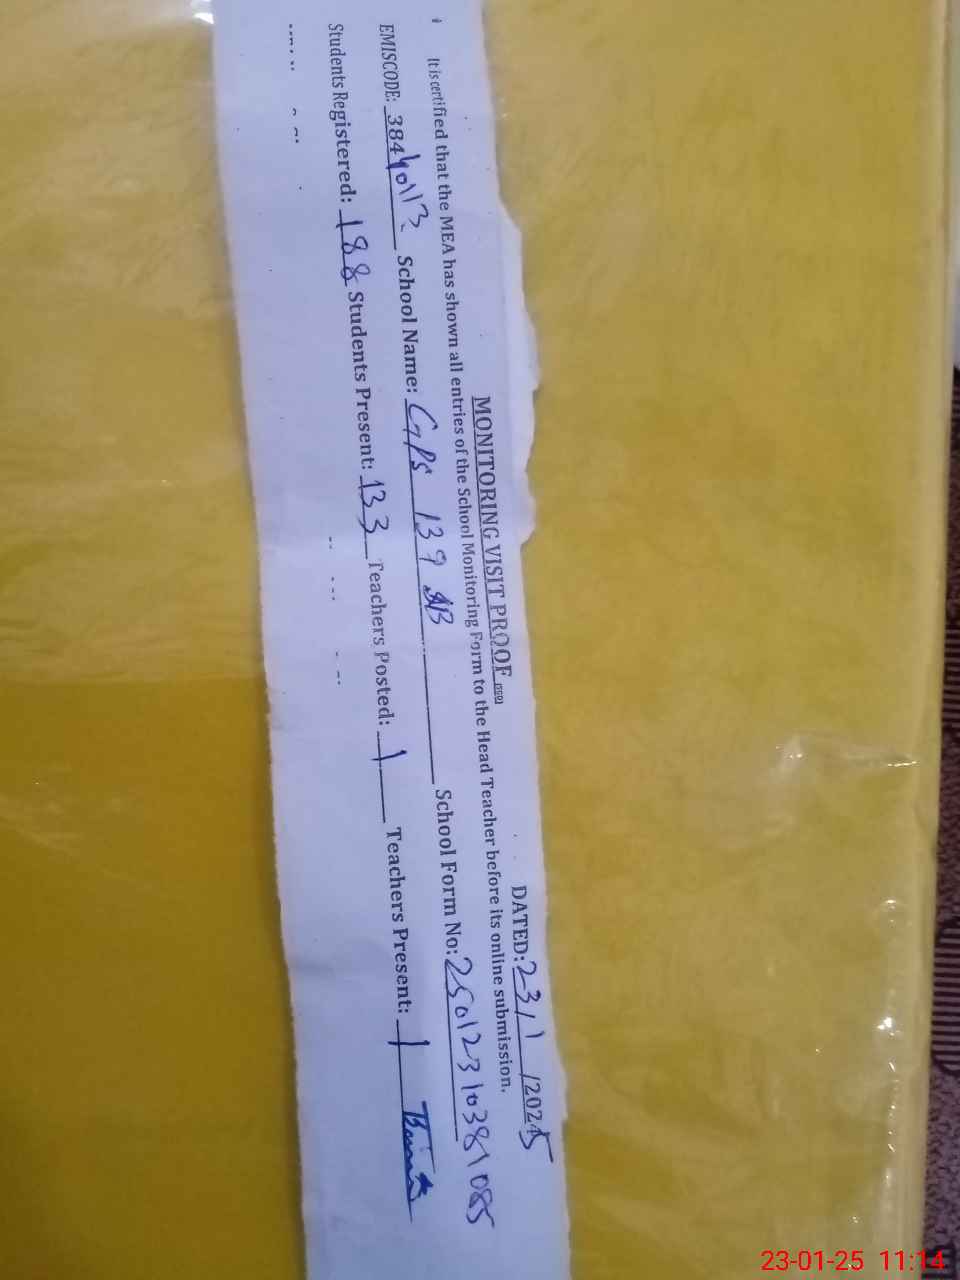 MONITORING VISIT PROOF
DATED: 23/1/2025
It is certified that the MEA has shown all entries of the School Monitoring Form to the Head Teacher before its online submission.
EMISCODE: 38440113 School Name: GPS 139 SB School Form No: 25012310381085
Students Registered: 188 Students Present: 133 Teachers Posted: 1 Teachers Present: 1
23-01-25 11:14